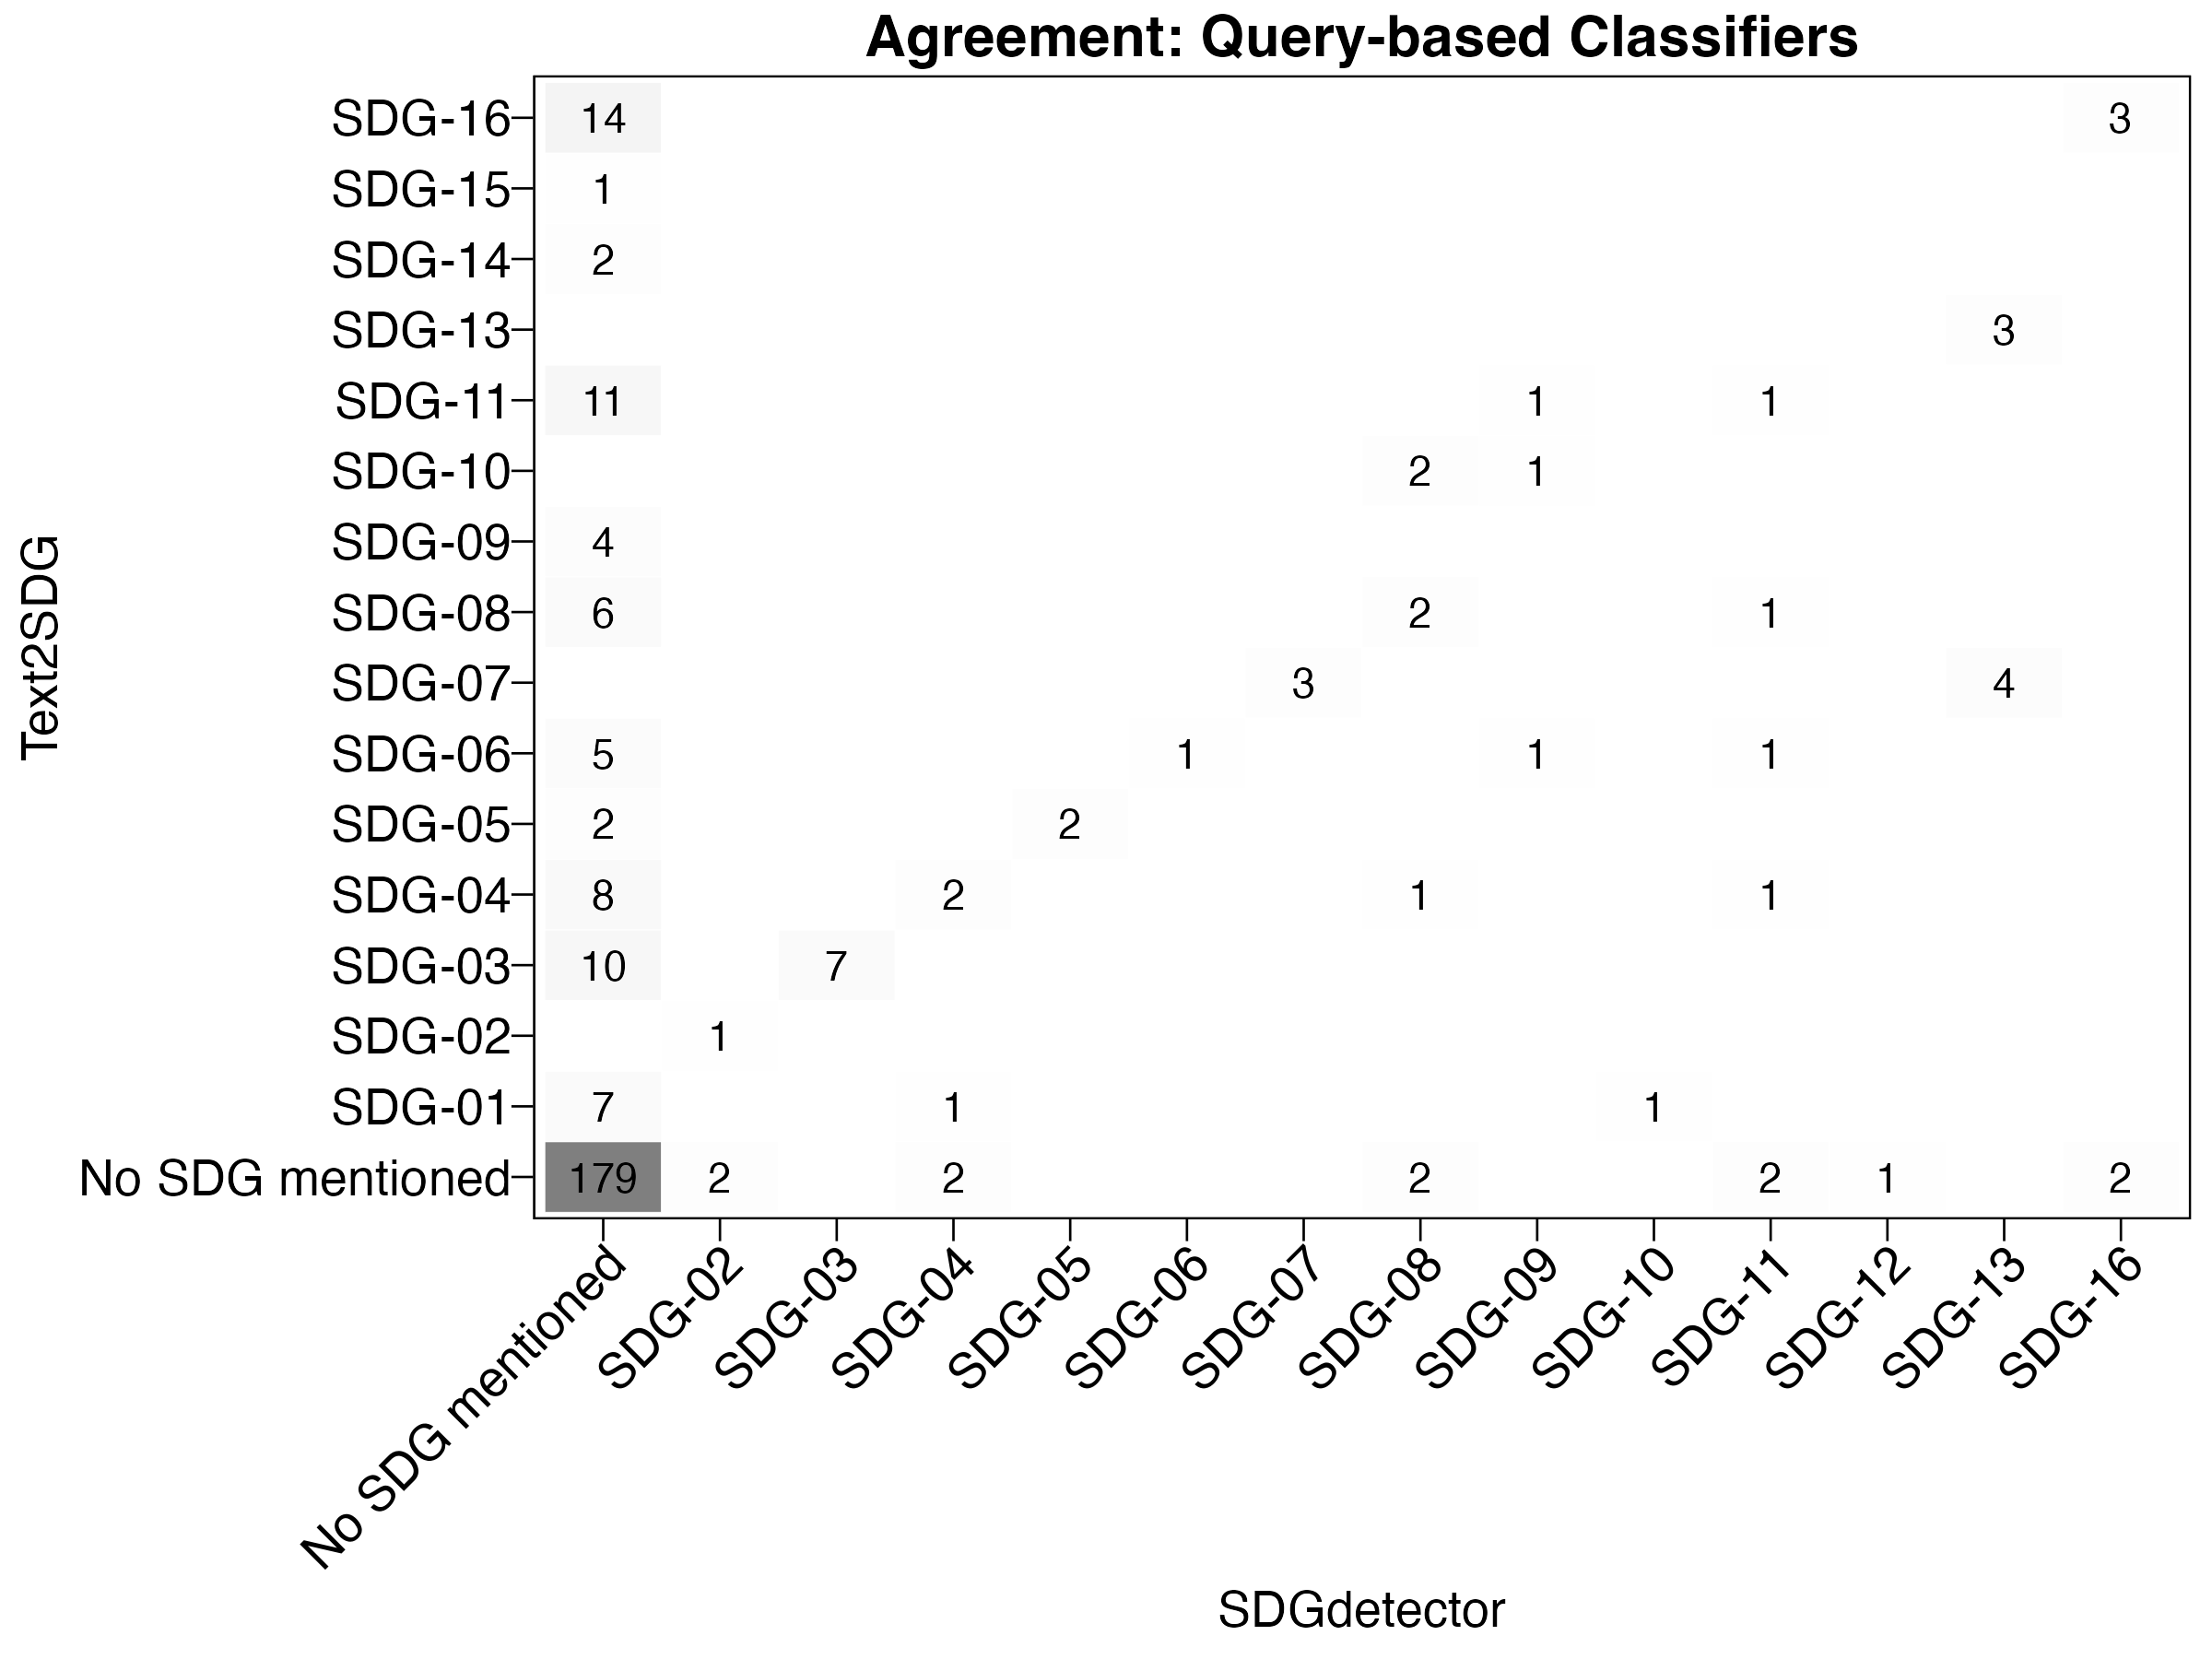 Agreement: Query-based Classifiers
SDG-16 14 3
SDG-15 1
SDG-14 2
SDG-13 3
SDG-11 11 1 1
SDG-10 2 1
SDG-09 4
SDG-08 6 2 1
SDG-07 3 4
SDG-06 5 1 1 1
SDG-05 2 2
SDG-04 8 2 1 1
SDG-03 10 7
SDG-02 1
SDG-01 7 1 1
No SDG mentioned 179 2 2 2 2 1 2
Text2SDG
No SDG mentioned
SDG-02
SDG-03
SDG-04
SDG-05
SDG-06
SDG-07
SDG-08
SDG-09
SDG-10
SDG-11
SDG-12
SDG-13
SDG-16
SDGdetector